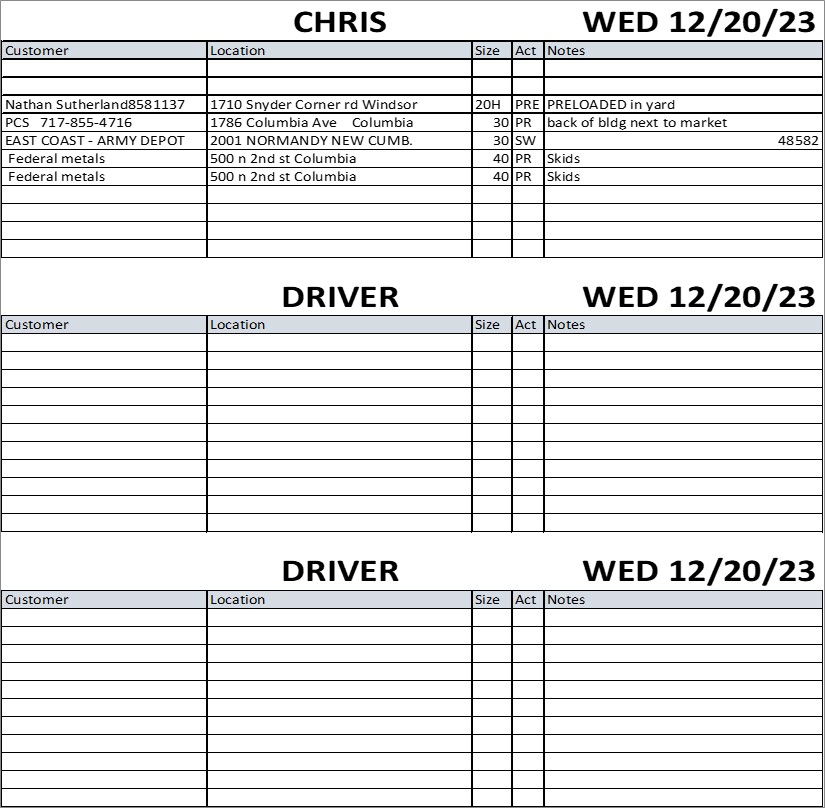 CHRIS WED 12/20/23
Customer Location Size Act Notes
Nathan Sutherland8581137 1710 Snyder Corner rd Windsor 20H PRE PRELOADED in yard
PCS 717-855-4716 1786 Columbia Ave Columbia 30 PR back of bldg next to market
EAST COAST - ARMY DEPOT 2001 NORMANDY NEW CUMB. 30 SW 48582
Federal metals 500 n 2nd st Columbia 40 PR Skids
Federal metals 500 n 2nd st Columbia 40 PR Skids
DRIVER WED 12/20/23
Customer Location Size Act Notes
DRIVER WED 12/20/23
Customer Location Size Act Notes